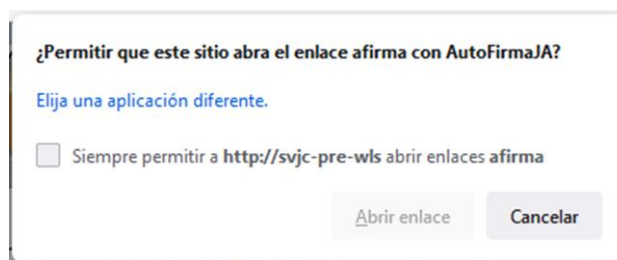 ¿Permitir que este sitio abra el enlace afirma con AutoFirmaJA?
Elija una aplicación diferente.
Siempre permitir a http://svjc-pre-wls abrir enlaces afirma
Abrir enlace
Cancelar